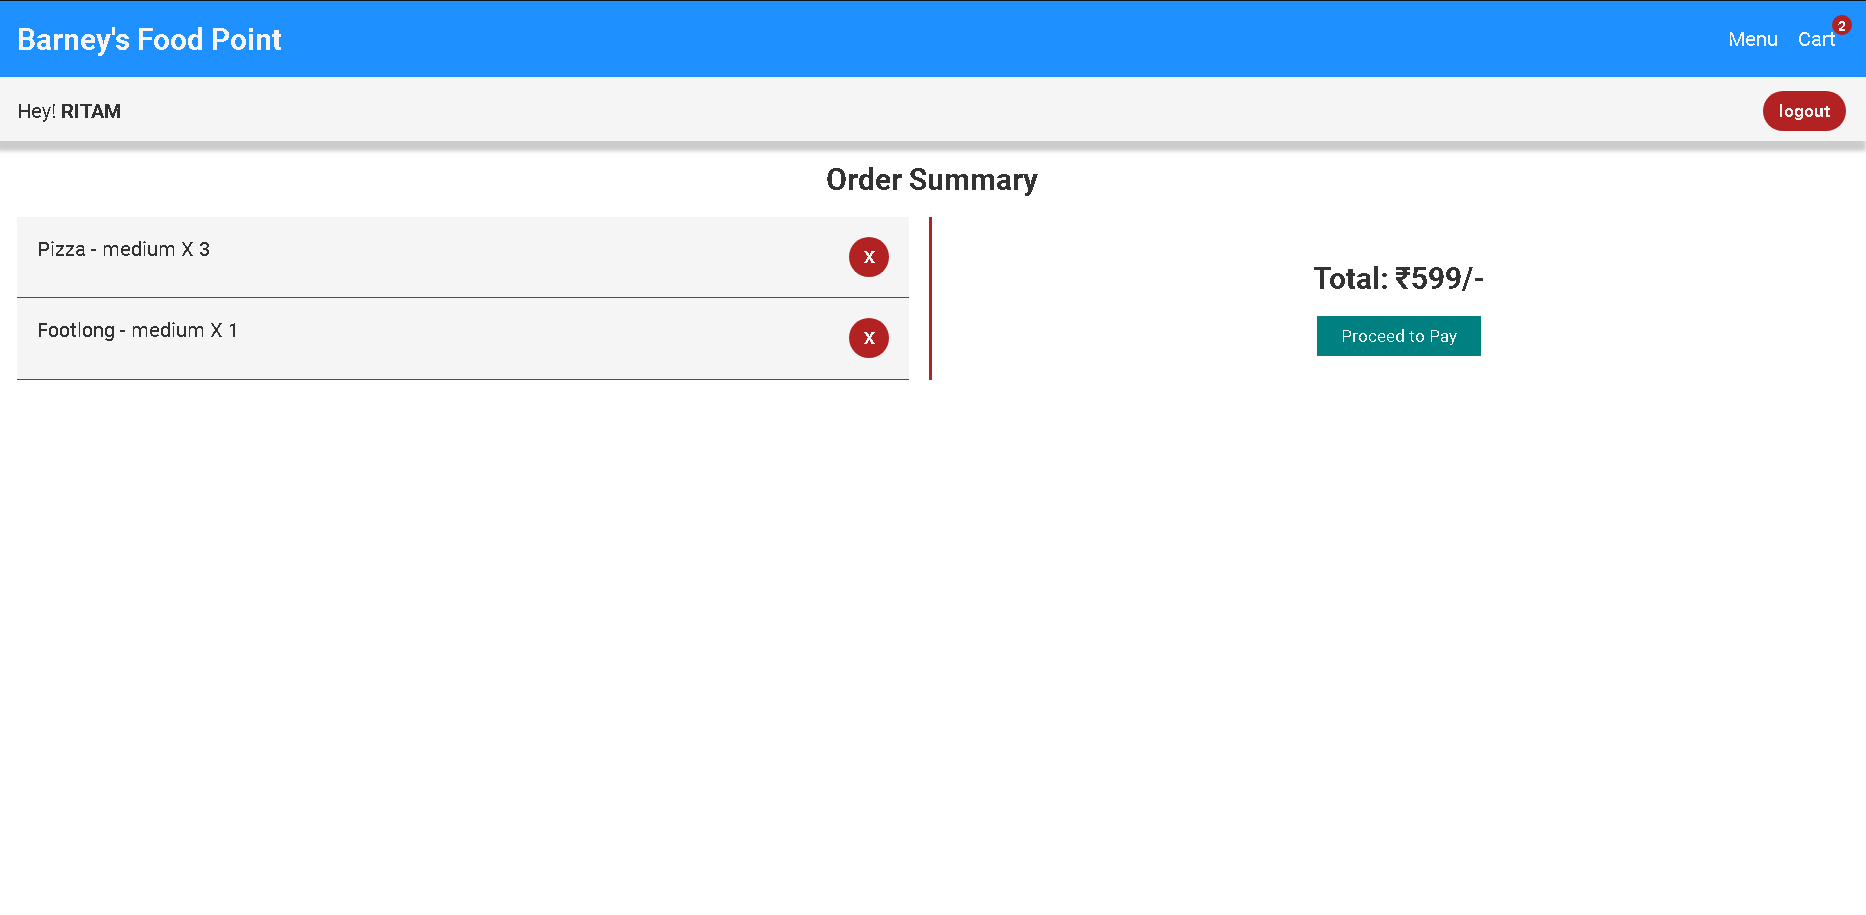 Barney's Food Point
Menu Cart 2
Hey! RITAM
logout
Order Summary
Pizza - medium X 3
X
Footlong - medium X 1
X
Total: ₹599/-
Proceed to Pay